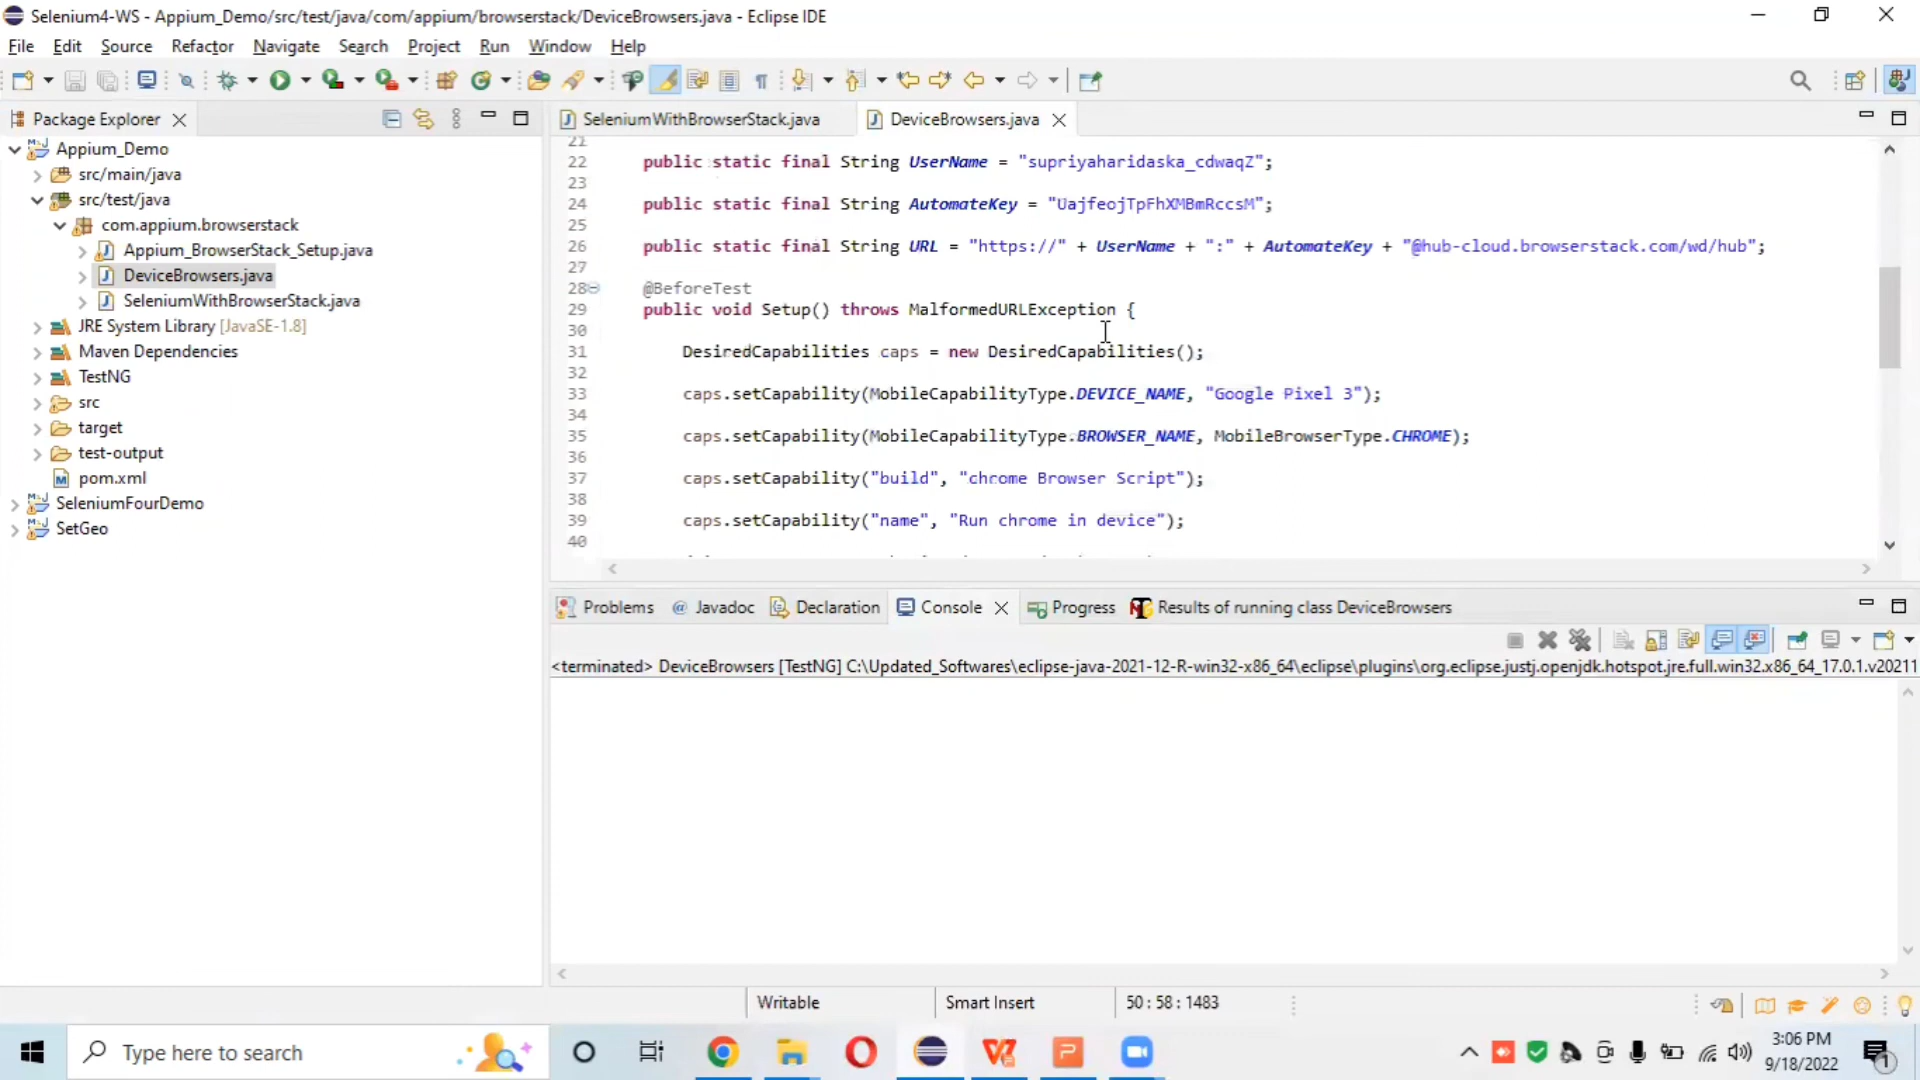 Selenium4-WS - Appium_Demo/src/test/java/com/appium/browserstack/DeviceBrowsers.java - Eclipse IDE
File Edit Source Refactor Navigate Search Project Run Window Help
Package Explorer
Appium_Demo
src/main/java
src/test/java
com.appium.browserstack
Appium_BrowserStack_Setup.java
DeviceBrowsers.java
SeleniumWithBrowserStack.java
JRE System Library [JavaSE-1.8]
Maven Dependencies
TestNG
src
target
test-output
pom.xml
SeleniumFourDemo
SetGeo
SeleniumWithBrowserStack.java DeviceBrowsers.java
21
22 public static final String UserName = "supriyaharidaska_cdwaqZ";
23
24 public static final String AutomateKey = "UajfeojTpFhXMBmRccsM";
25
26 public static final String URL = "https://" + UserName + ":" + AutomateKey + "@hub-cloud.browserstack.com/wd/hub";
27
28 @BeforeTest
29 public void Setup() throws MalformedURLException {
30
31 DesiredCapabilities caps = new DesiredCapabilities();
32
33 caps.setCapability(MobileCapabilityType.DEVICE_NAME, "Google Pixel 3");
34
35 caps.setCapability(MobileCapabilityType.BROWSER_NAME, MobileBrowserType.CHROME);
36
37 caps.setCapability("build", "chrome Browser Script");
38
39 caps.setCapability("name", "Run chrome in device");
40
Problems Javadoc Declaration Console Progress Results of running class DeviceBrowsers
<terminated> DeviceBrowsers [TestNG] C:\Updated_Softwares\eclipse-java-2021-12-R-win32-x86_64\eclipse\plugins\org.eclipse.justj.openjdk.hotspot.jre.full.win32.x86_64_17.0.1.v20211
Writable Smart Insert 50 : 58 : 1483
Type here to search
3:06 PM
9/18/2022
1